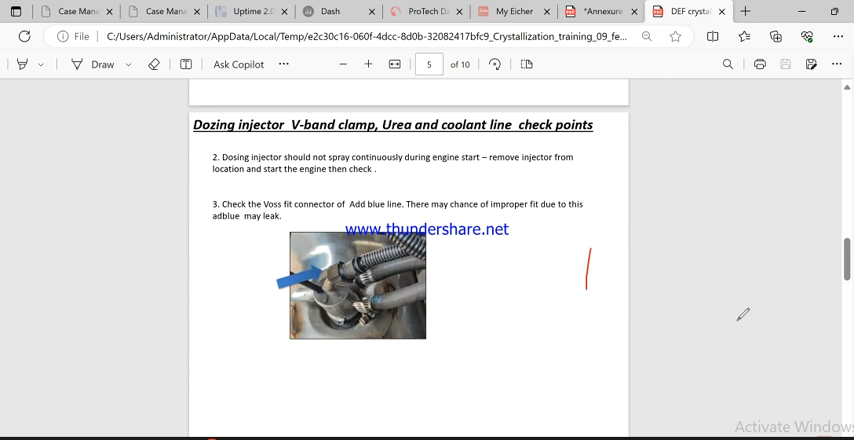 Case Mana
Case Mana
Uptime 2.0
Dash
ProTech Da
My Eicher
*Annexure
DEF crystal
File
C:/Users/Administrator/AppData/Local/Temp/e2c30c16-060f-4dcc-8d0b-32082417bfc9_Crystallization_training_09_fe...
Draw
Ask Copilot
5
of 10
Dozing injector V-band clamp, Urea and coolant line check points
2. Dosing injector should not spray continuously during engine start – remove injector from
location and start the engine then check .
3. Check the Voss fit connector of Add blue line. There may chance of improper fit due to this
adblue may leak.
www.thundershare.net
Activate Windows